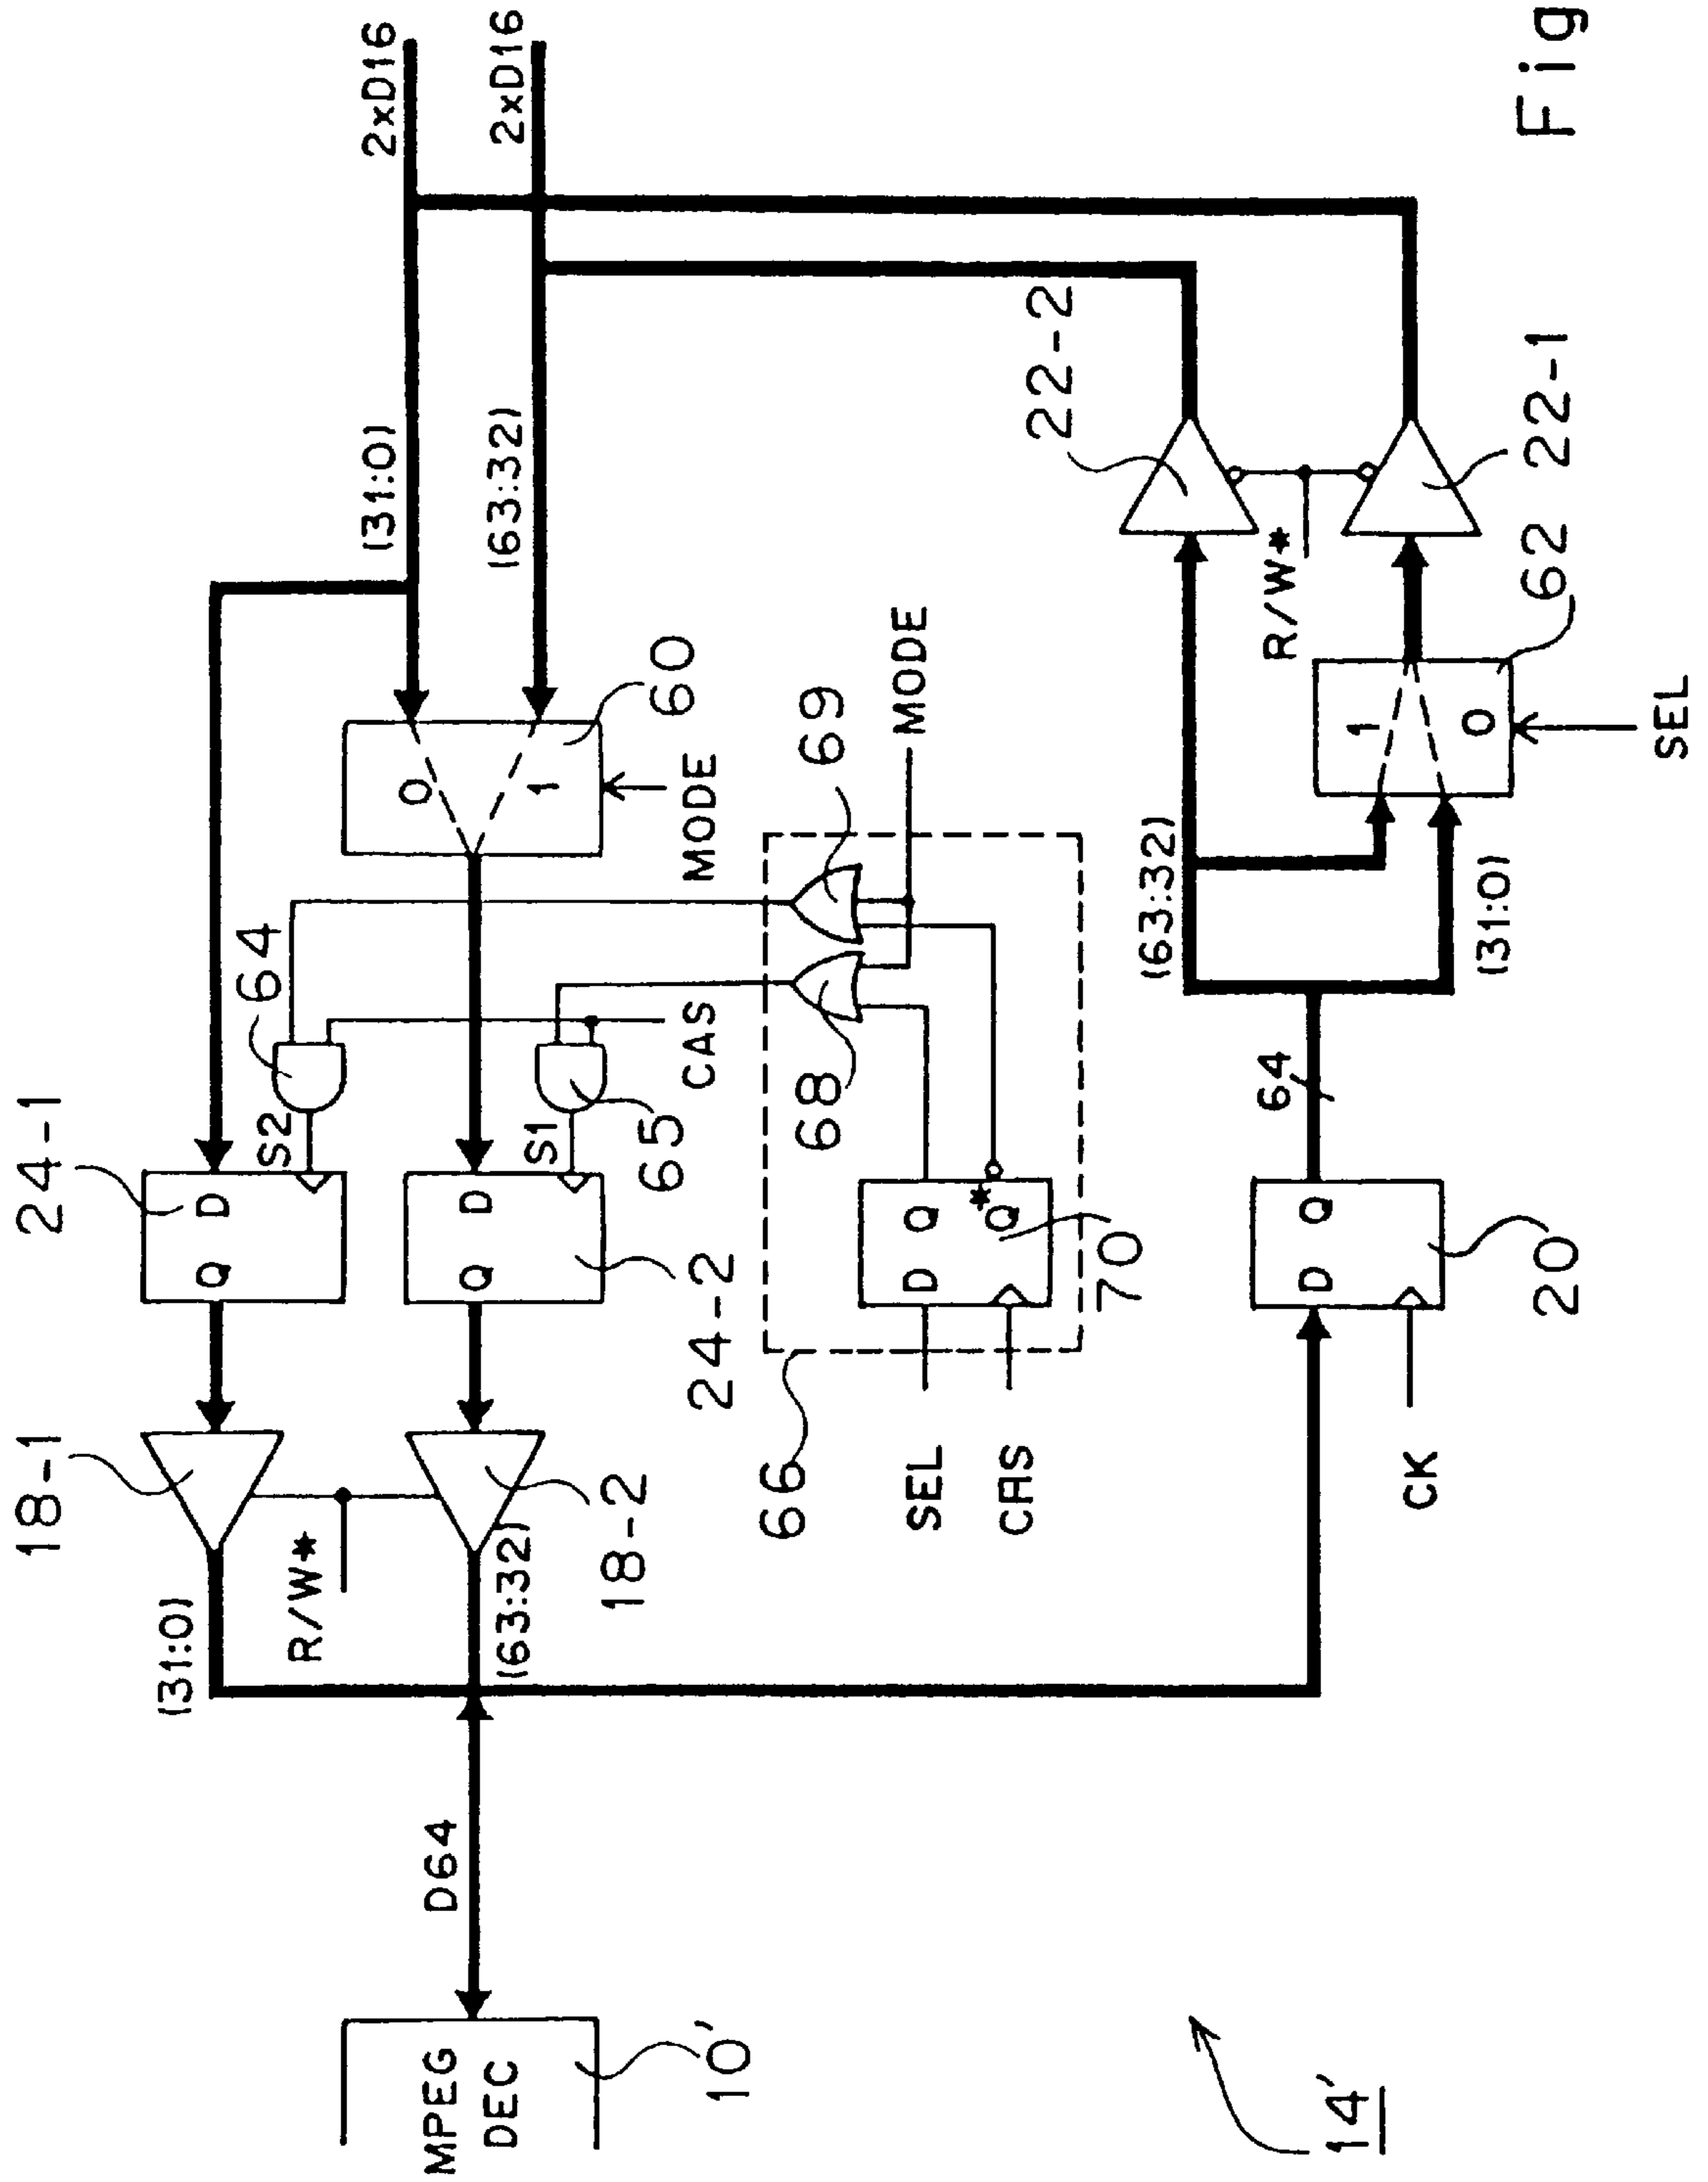 2xD16
2xD16
(31:0)
(63:32)
60
0
1
MODE
64
24-1
S2
D
Q
CAS
65
S1
D
Q
24-2
18-1
R/W*
18-2
(31:0)
(63:32)
D64
MPEG
DEC
10'
69
MODE
68
66
D
Q
*Q
70
SEL
CAS
22-2
R/W*
22-1
62
1
0
SEL
(63:32)
(31:0)
64
D
Q
20
CK
14'
Fig